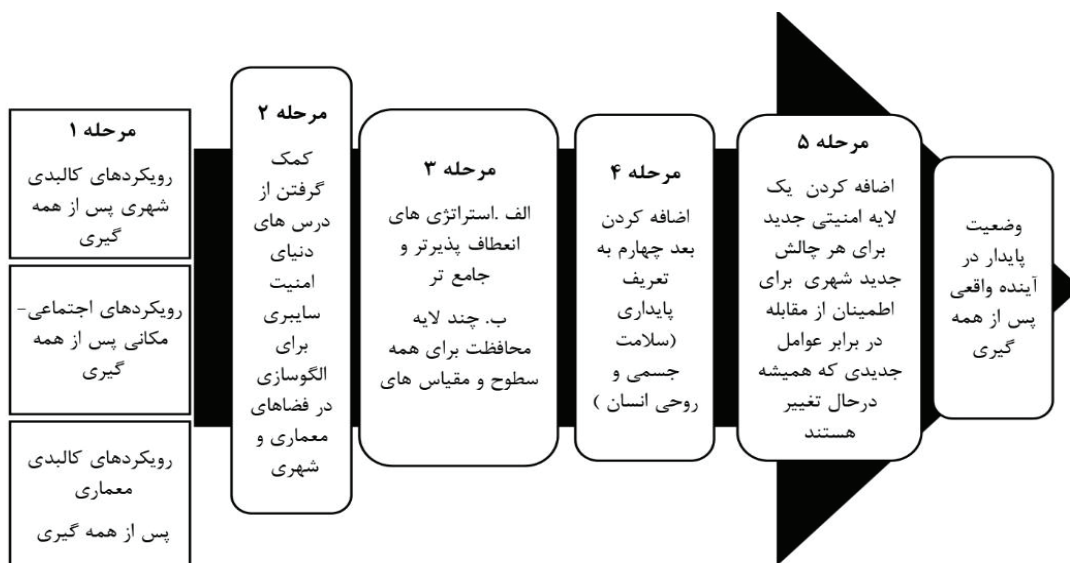 مرحله ۱
رویکردهای کالبدی
شهری پس از همه
گیری
رویکردهای اجتماعی-
مکانی پس از همه
گیری
رویکردهای کالبدی
معماری
پس از همه گیری
مرحله ۲
کمک
گرفتن از
درس های
دنیای
امنیت
سایبری
برای
الگوسازی
در فضاهای
معماری و
شهری
مرحله ۳
الف .استراتژی های
انعطاف پذیرتر و
جامع تر
ب. چند لایه
محافظت برای همه
سطوح و مقیاس های
مرحله ۴
اضافه کردن
بعد چهارم به
تعریف
پایداری
(سلامت
جسمی و
روحی انسان )
مرحله ۵
اضافه کردن یک
لایه امنیتی جدید
برای هر چالش
جدید شهری برای
اطمینان از مقابله
در برابر عوامل
جدیدی که همیشه
درحال تغییر
هستند
وضعیت
پایدار در
آینده واقعی
پس از همه
گیری